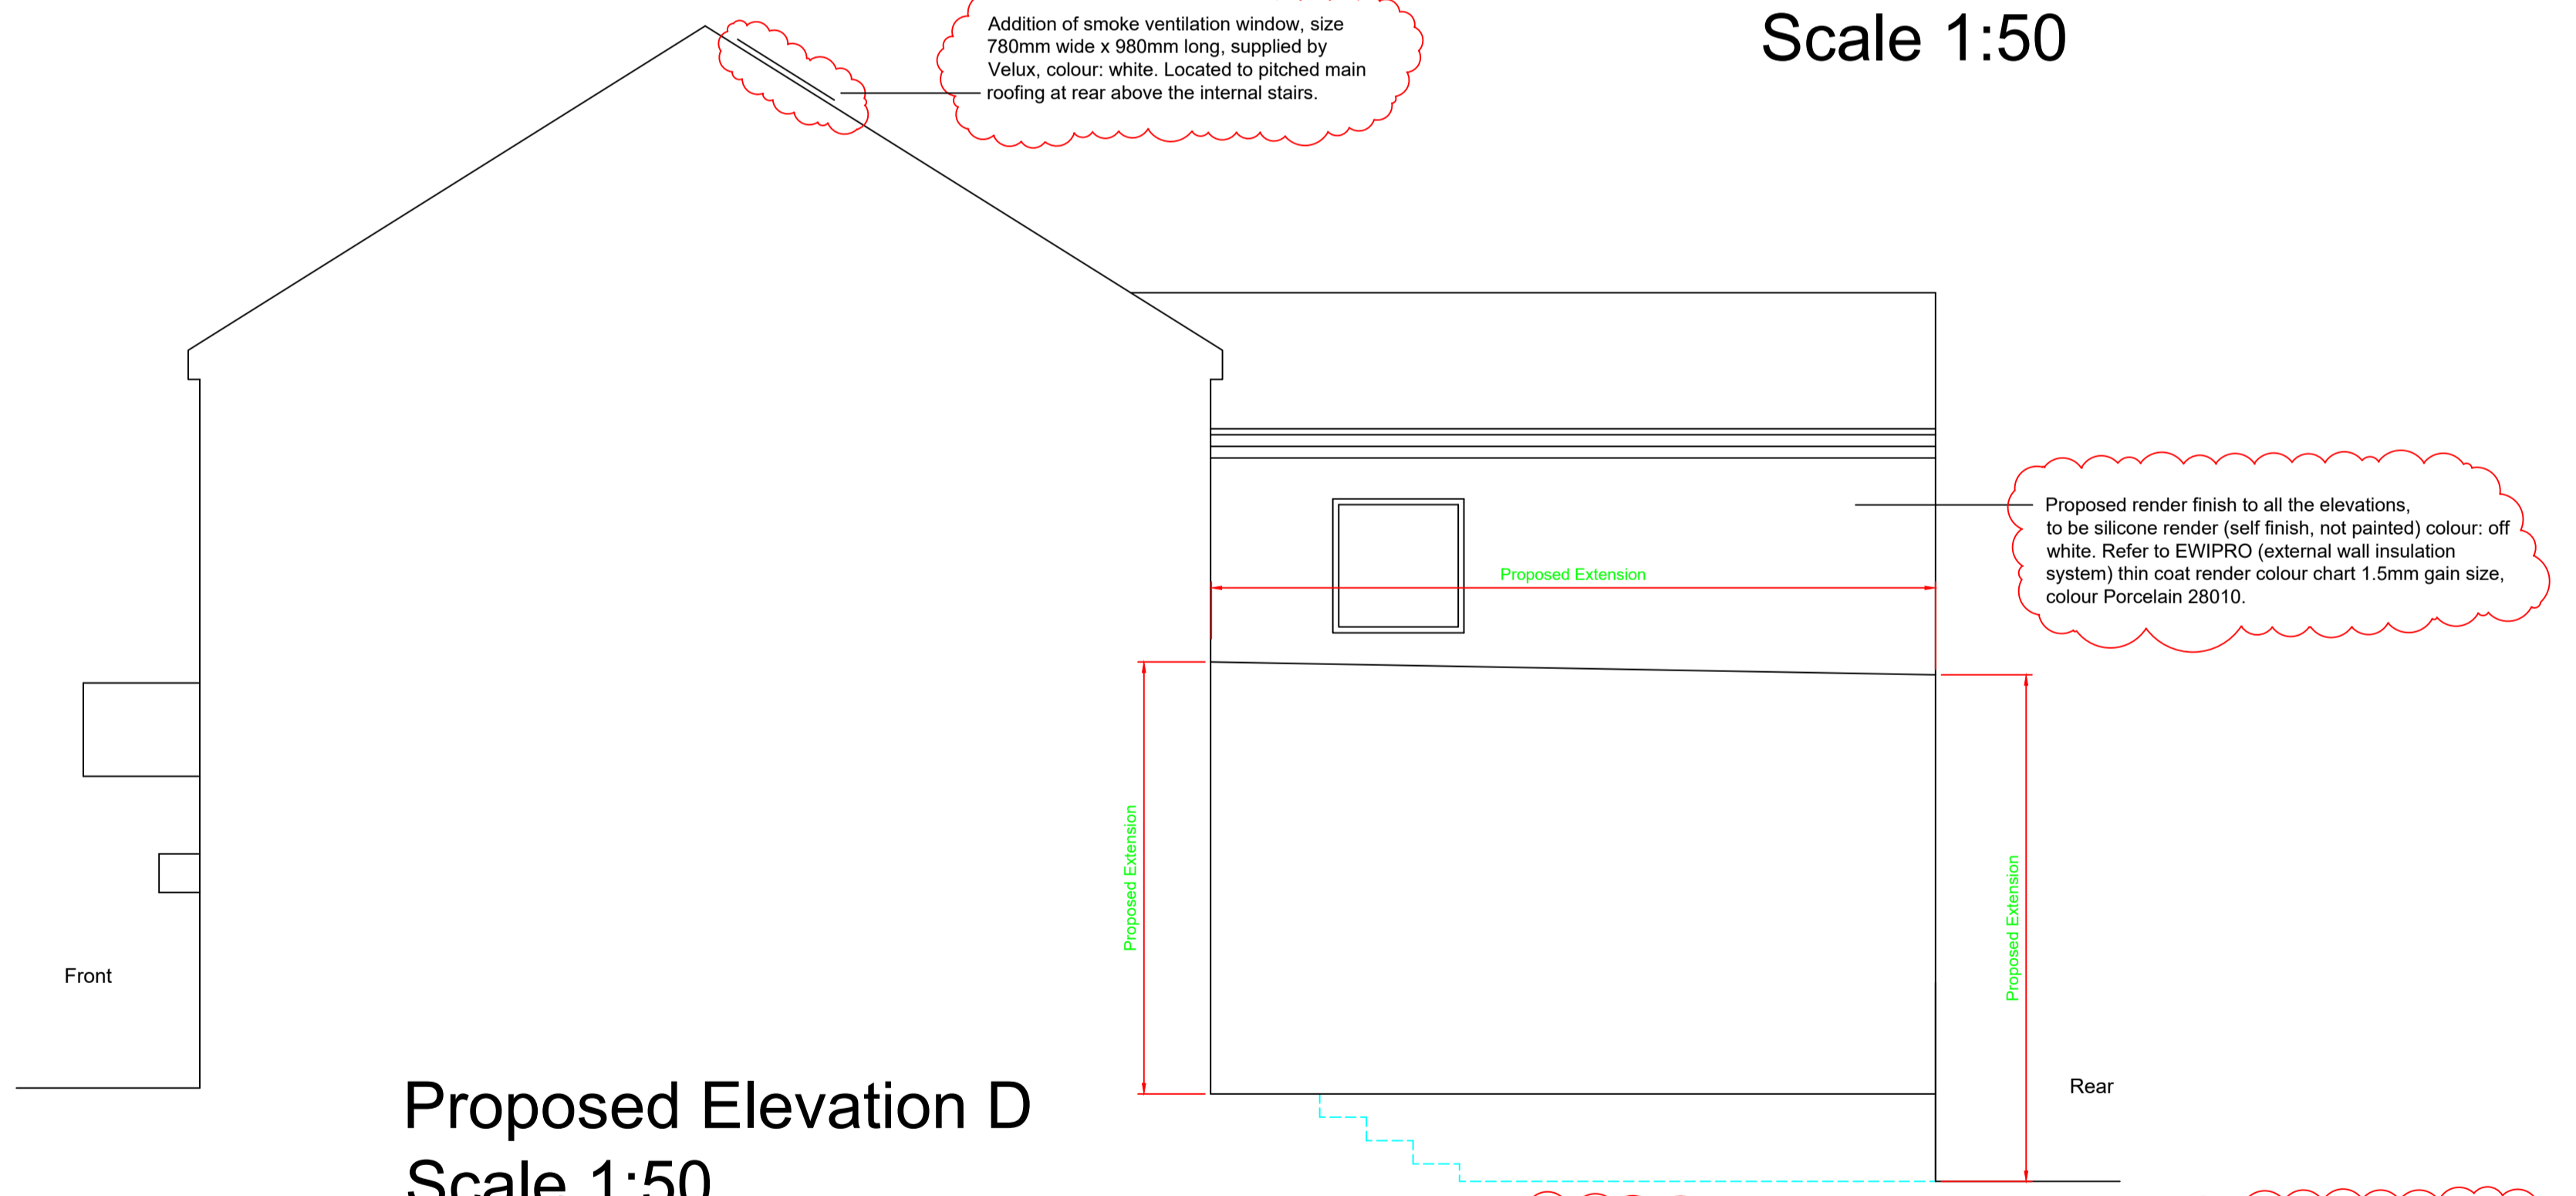 Addition of smoke ventilation window, size
780mm wide x 980mm long, supplied by
Velux, colour: white. Located to pitched main
roofing at rear above the internal stairs.
Scale 1:50
Proposed render finish to all the elevations,
to be silicone render (self finish, not painted) colour: off
white. Refer to EWIPRO (external wall insulation
system) thin coat render colour chart 1.5mm gain size,
colour Porcelain 28010.
Proposed Extension
Proposed Extension
Proposed Extension
Front
Rear
Proposed Elevation D
Scale 1:50